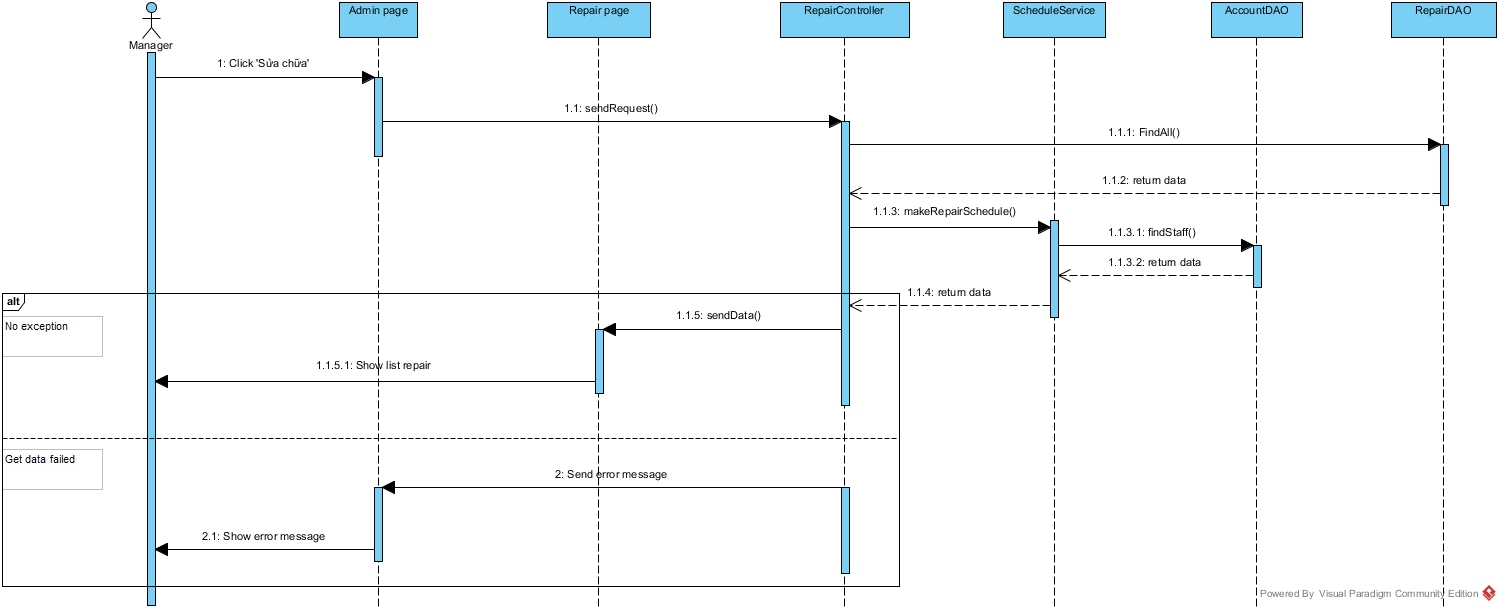 Admin page
Repair page
RepairController
ScheduleService
AccountDAO
RepairDAO
Manager
1: Click 'Sửa chữa'
1.1: sendRequest()
1.1.1: FindAll()
1.1.2: return data
1.1.3: makeRepairSchedule()
1.1.3.1: findStaff()
1.1.3.2: return data
1.1.4: return data
alt
No exception
1.1.5: sendData()
1.1.5.1: Show list repair
Get data failed
2: Send error message
2.1: Show error message
Powered By Visual Paradigm Community Edition